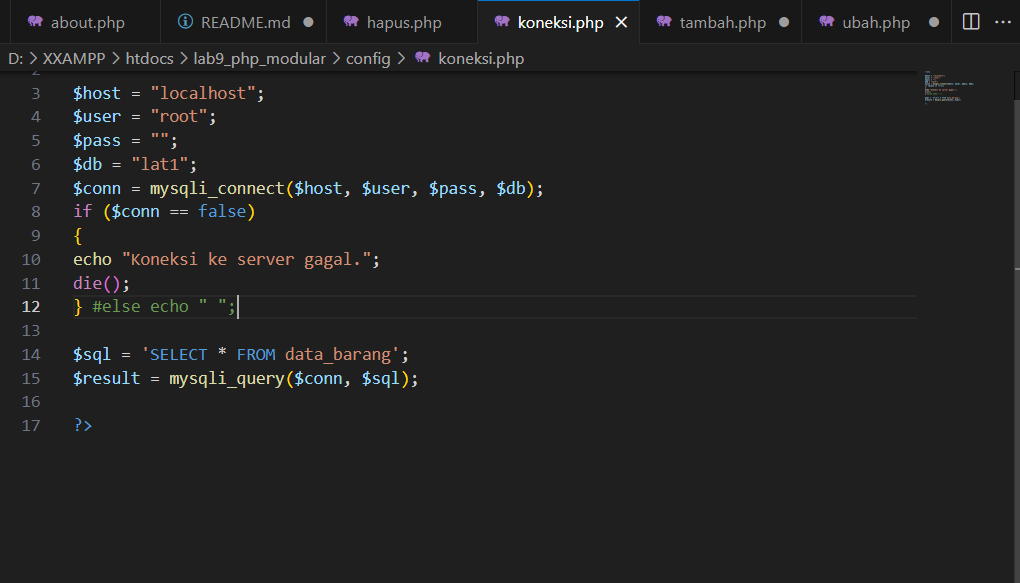 about.php README.md hapus.php koneksi.php tambah.php ubah.php
D: > XXAMPP > htdocs > lab9_php_modular > config > koneksi.php
2
3 $host = "localhost";
4 $user = "root";
5 $pass = "";
6 $db = "lat1";
7 $conn = mysqli_connect($host, $user, $pass, $db);
8 if ($conn == false)
9 {
10 echo "Koneksi ke server gagal.";
11 die();
12 } #else echo " ";
13
14 $sql = 'SELECT * FROM data_barang';
15 $result = mysqli_query($conn, $sql);
16
17 ?>